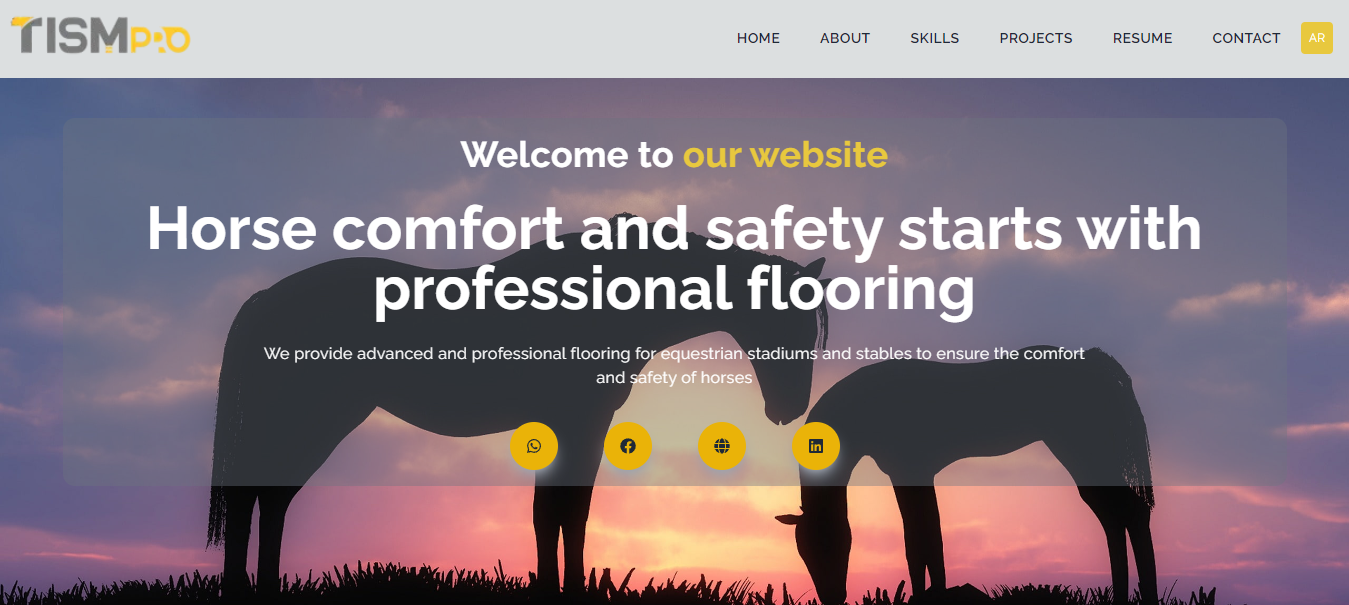 TISMPRO
HOME ABOUT SKILLS PROJECTS RESUME CONTACT AR
Welcome to our website
Horse comfort and safety starts with
professional flooring
We provide advanced and professional flooring for equestrian stadiums and stables to ensure the comfort
and safety of horses